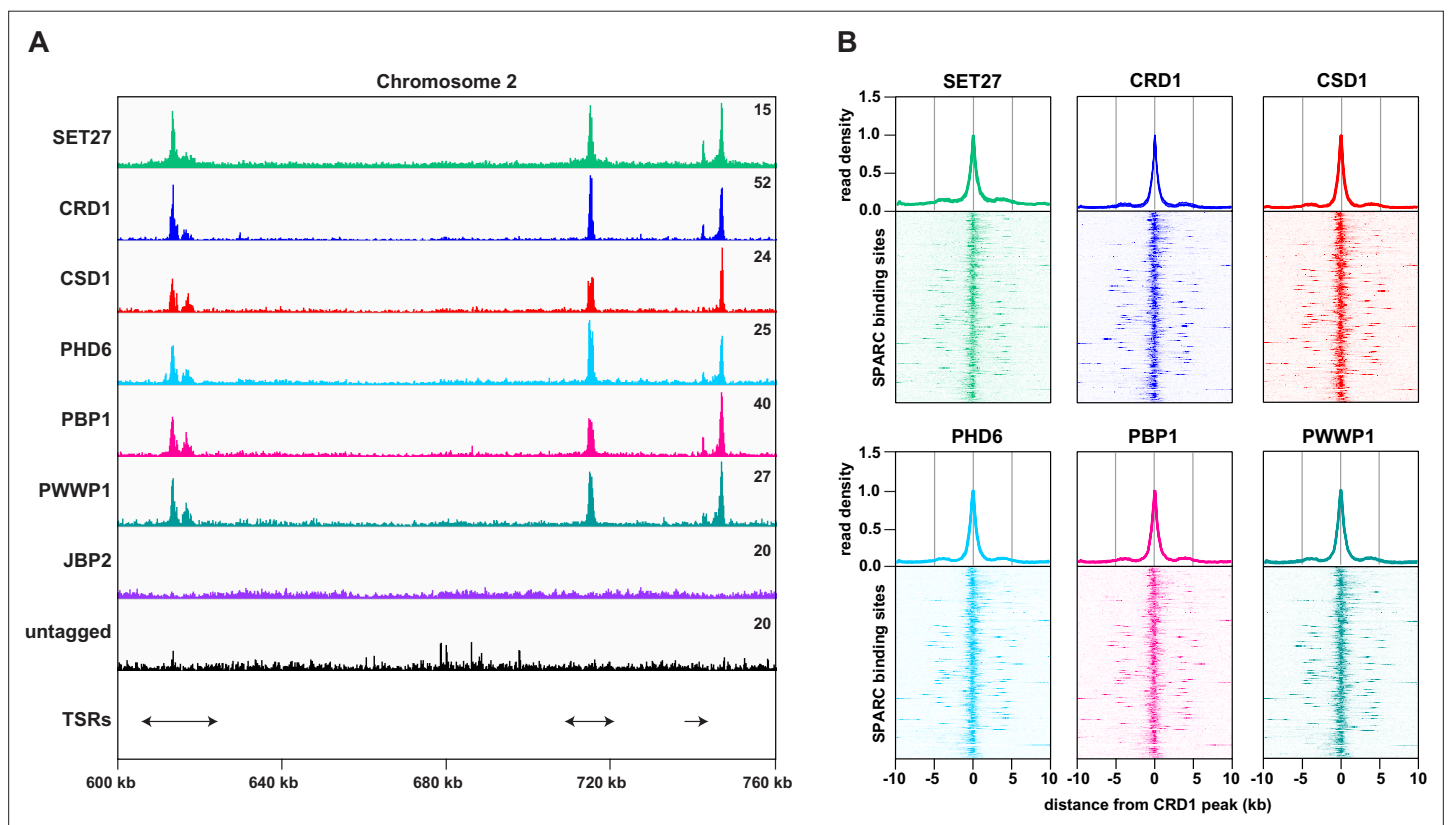 A
Chromosome 2
SET27
15
CRD1
52
CSD1
24
PHD6
25
PBP1
40
PWWP1
27
JBP2
20
untagged
20
TSRs
600 kb
640 kb
680 kb
720 kb
760 kb
B
SET27
CRD1
CSD1
1.5
1.0
0.5
0.0
read density
SPARC binding sites
PHD6
PBP1
PWWP1
1.5
1.0
0.5
0.0
read density
SPARC binding sites
-10 -5 0 5 10
-10 -5 0 5 10
-10 -5 0 5 10
distance from CRD1 peak (kb)